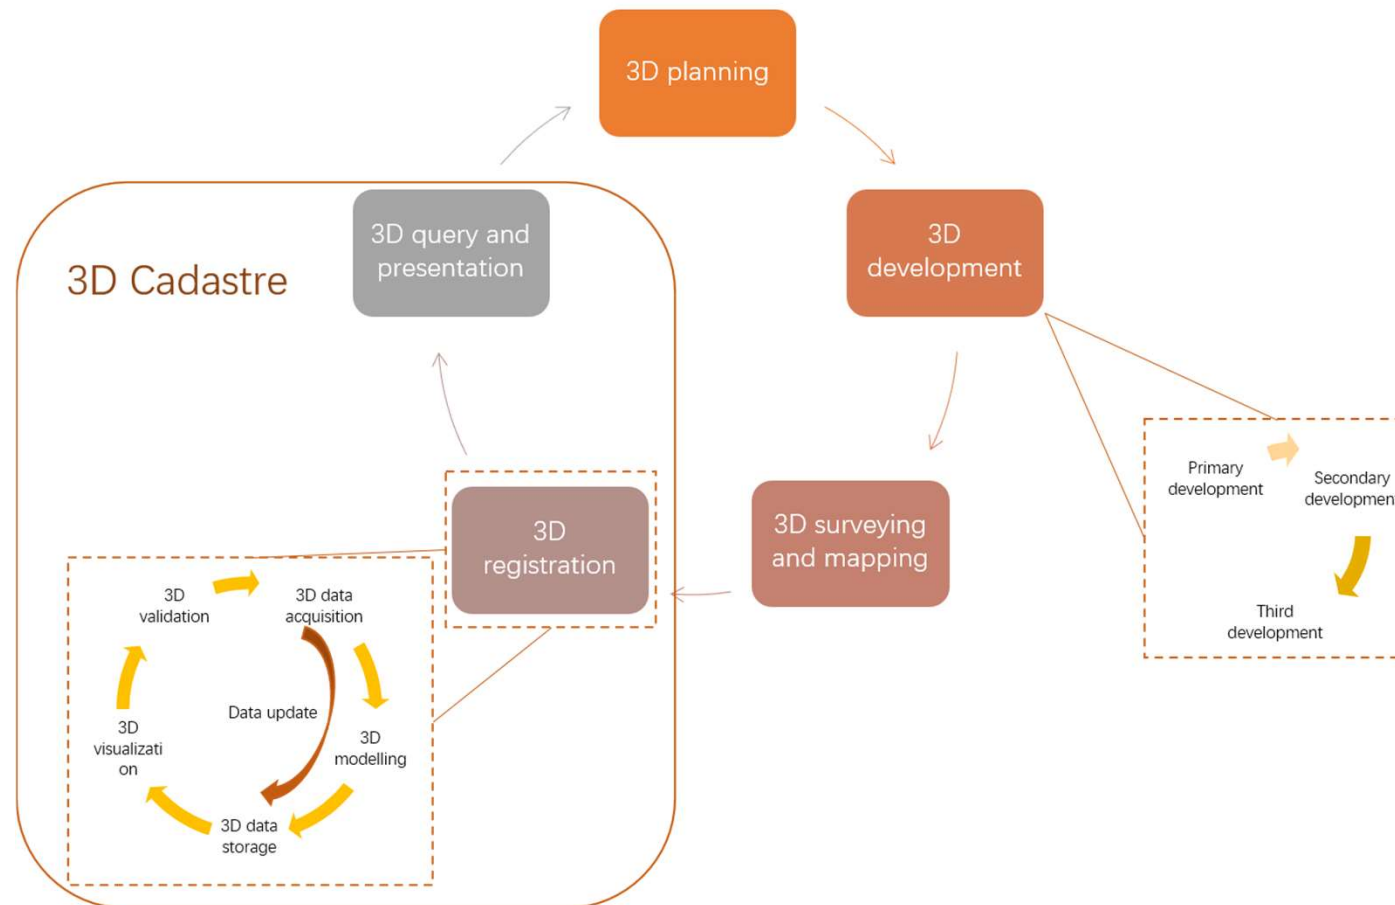 3D planning
3D query and
presentation
3D
development
3D Cadastre
Primary
development
Secondary
development
3D
registration
3D surveying
and mapping
3D
validation
3D data
acquisition
Third
development
Data update
3D
visualizati
on
3D
modelling
3D data
storage